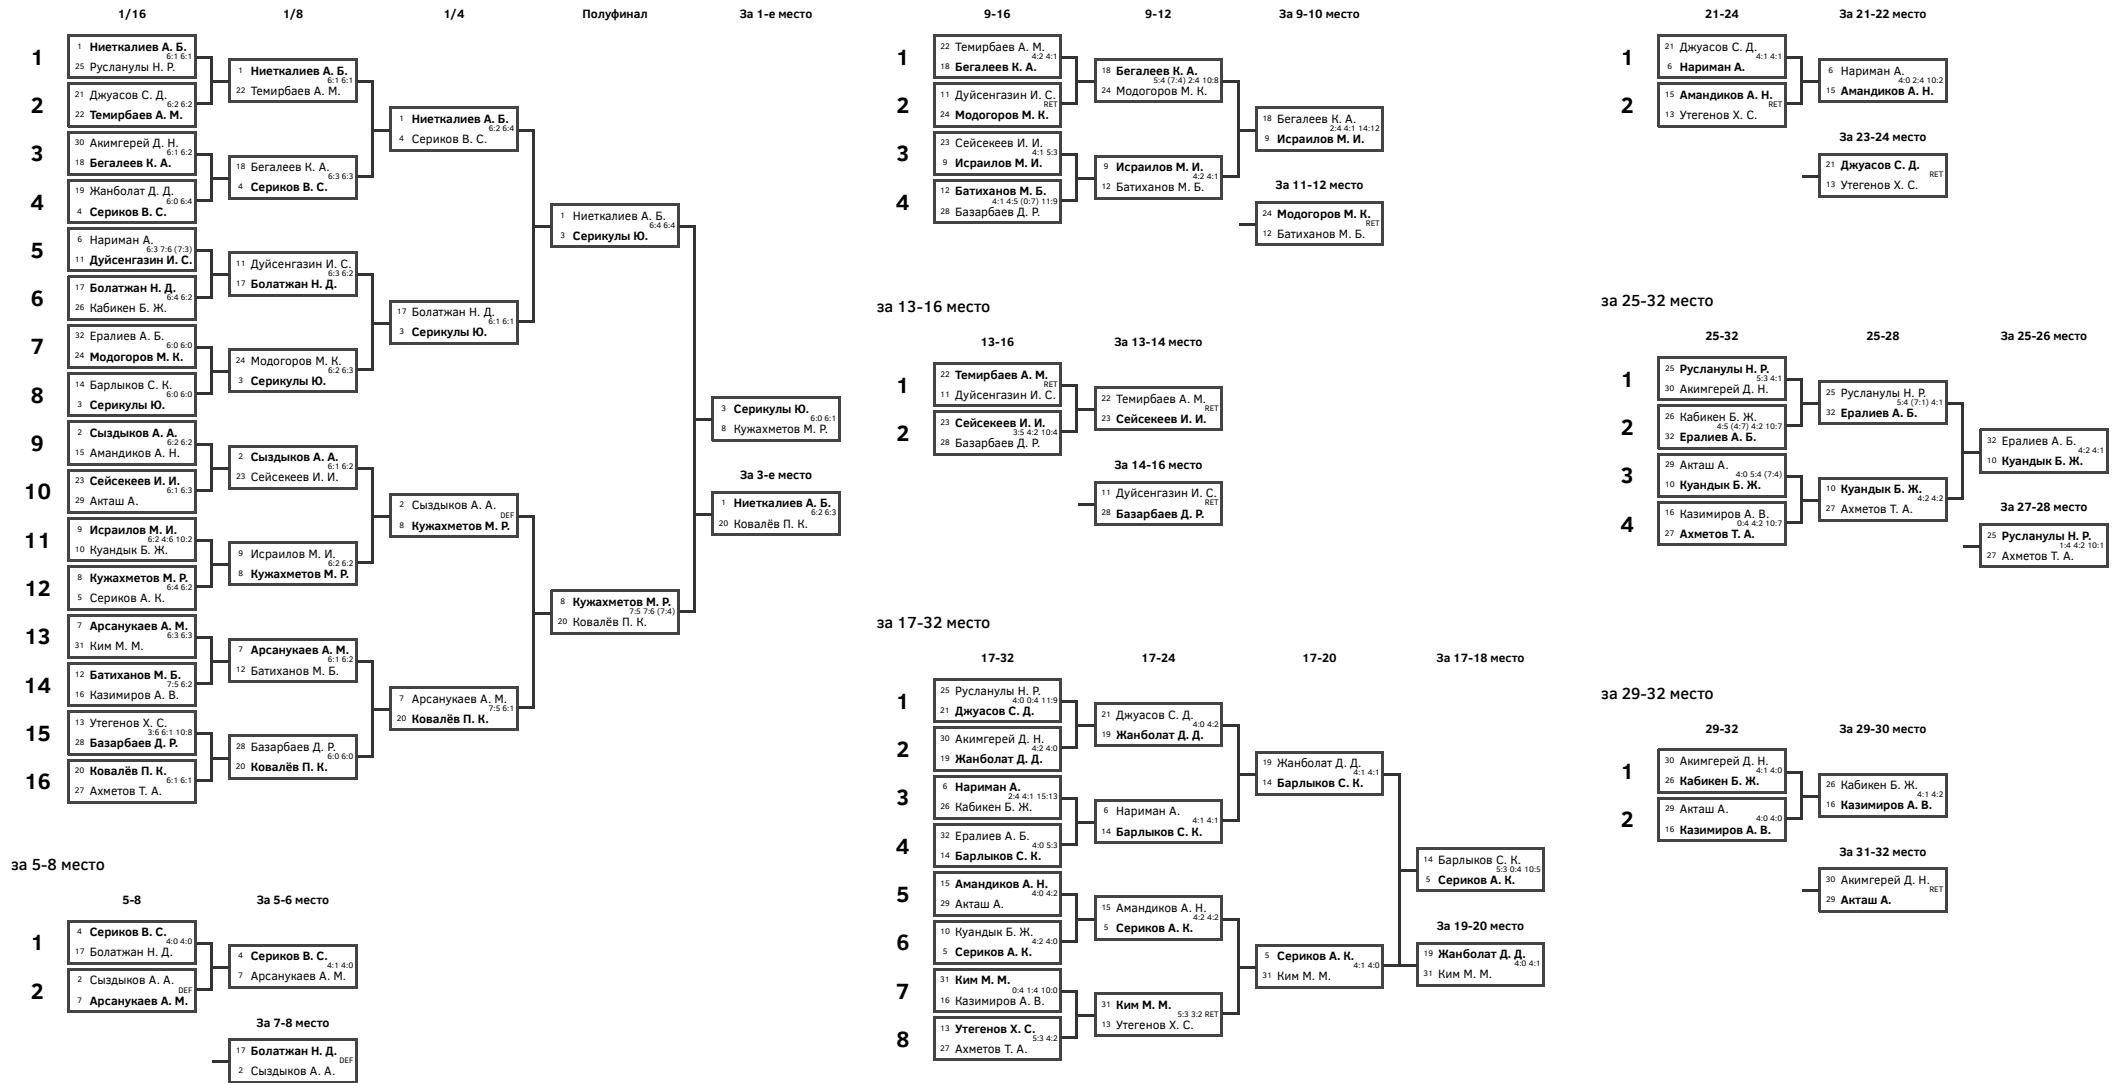 1/16
1/8
1/4
Полуфинал
За 1-е место
1
1 Ниеткалиев А. Б.
6:1 6:1
25 Русланулы Н. Р.
2
21 Джуасов С. Д.
6:2 6:2
22 Темирбаев А. М.
3
30 Акимгерей Д. Н.
6:1 6:2
18 Бегалеев К. А.
4
19 Жанболат Д. Д.
6:0 6:4
4 Сериков В. С.
5
6 Нариман А.
6:3 7:6 (7:3)
11 Дуйсенгазин И. С.
6
17 Болатжан Н. Д.
6:4 6:2
26 Кабикен Б. Ж.
7
32 Ералиев А. Б.
6:0 6:0
24 Модогоров М. К.
8
14 Барлыков С. К.
6:0 6:0
3 Серикулы Ю.
9
2 Сыздыков А. А.
6:2 6:2
15 Амандиков А. Н.
10
23 Сейсекеев И. И.
6:1 6:3
29 Акташ А.
11
9 Исраилов М. И.
6:2 4:6 10:2
10 Куандык Б. Ж.
12
8 Кужахметов М. Р.
6:4 6:2
5 Сериков А. К.
13
7 Арсанукаев А. М.
6:3 6:3
31 Ким М. М.
14
12 Батиханов М. Б.
7:5 6:2
16 Казимиров А. В.
15
13 Утегенов Х. С.
3:6 6:1 10:8
28 Базарбаев Д. Р.
16
20 Ковалёв П. К.
6:1 6:1
27 Ахметов Т. А.
1 Ниеткалиев А. Б.
6:1 6:1
22 Темирбаев А. М.
18 Бегалеев К. А.
6:3 6:3
4 Сериков В. С.
11 Дуйсенгазин И. С.
6:3 6:2
17 Болатжан Н. Д.
24 Модогоров М. К.
6:2 6:3
3 Серикулы Ю.
2 Сыздыков А. А.
6:1 6:2
23 Сейсекеев И. И.
9 Исраилов М. И.
6:2 6:2
8 Кужахметов М. Р.
7 Арсанукаев А. М.
6:1 6:2
12 Батиханов М. Б.
28 Базарбаев Д. Р.
6:0 6:0
20 Ковалёв П. К.
1 Ниеткалиев А. Б.
6:2 6:4
4 Сериков В. С.
17 Болатжан Н. Д.
6:1 6:1
3 Серикулы Ю.
2 Сыздыков А. А.
DEF
8 Кужахметов М. Р.
7 Арсанукаев А. М.
7:5 6:1
20 Ковалёв П. К.
1 Ниеткалиев А. Б.
6:4 6:4
3 Серикулы Ю.
8 Кужахметов М. Р.
7:5 7:6 (7:4)
20 Ковалёв П. К.
3 Серикулы Ю.
6:0 6:1
8 Кужахметов М. Р.
За 3-е место
1 Ниеткалиев А. Б.
6:2 6:3
20 Ковалёв П. К.
за 5-8 место
5-8
За 5-6 место
1
4 Сериков В. С.
4:0 4:0
17 Болатжан Н. Д.
2
2 Сыздыков А. А.
DEF
7 Арсанукаев А. М.
4 Сериков В. С.
4:1 4:0
7 Арсанукаев А. М.
За 7-8 место
17 Болатжан Н. Д.
DEF
2 Сыздыков А. А.
9-16
9-12
За 9-10 место
1
22 Темирбаев А. М.
4:2 4:1
18 Бегалеев К. А.
2
11 Дуйсенгазин И. С.
RET
24 Модогоров М. К.
3
23 Сейсекеев И. И.
4:1 5:3
9 Исраилов М. И.
4
12 Батиханов М. Б.
4:1 4:5 (0:7) 11:9
28 Базарбаев Д. Р.
18 Бегалеев К. А.
5:4 (7:4) 2:4 10:8
24 Модогоров М. К.
9 Исраилов М. И.
4:2 4:1
12 Батиханов М. Б.
18 Бегалеев К. А.
2:4 4:1 14:12
9 Исраилов М. И.
За 11-12 место
24 Модогоров М. К.
RET
12 Батиханов М. Б.
за 13-16 место
13-16
За 13-14 место
1
22 Темирбаев А. М.
RET
11 Дуйсенгазин И. С.
2
23 Сейсекеев И. И.
3:5 4:2 10:4
28 Базарбаев Д. Р.
22 Темирбаев А. М.
RET
23 Сейсекеев И. И.
За 14-16 место
11 Дуйсенгазин И. С.
RET
28 Базарбаев Д. Р.
за 17-32 место
17-32
17-24
17-20
За 17-18 место
1
25 Русланулы Н. Р.
4:0 0:4 11:9
21 Джуасов С. Д.
2
30 Акимгерей Д. Н.
4:2 4:0
19 Жанболат Д. Д.
3
6 Нариман А.
2:4 4:1 15:13
26 Кабикен Б. Ж.
4
32 Ералиев А. Б.
4:0 5:3
14 Барлыков С. К.
5
15 Амандиков А. Н.
4:0 4:2
29 Акташ А.
6
10 Куандык Б. Ж.
4:2 4:0
5 Сериков А. К.
7
31 Ким М. М.
0:4 1:4 10:0
16 Казимиров А. В.
8
13 Утегенов Х. С.
5:3 4:2
27 Ахметов Т. А.
21 Джуасов С. Д.
4:0 4:2
19 Жанболат Д. Д.
6 Нариман А.
4:1 4:1
14 Барлыков С. К.
15 Амандиков А. Н.
4:2 4:2
5 Сериков А. К.
31 Ким М. М.
5:3 3:2 RET
13 Утегенов Х. С.
19 Жанболат Д. Д.
4:1 4:1
14 Барлыков С. К.
5 Сериков А. К.
4:1 4:0
31 Ким М. М.
14 Барлыков С. К.
5:3 0:4 10:5
5 Сериков А. К.
За 19-20 место
19 Жанболат Д. Д.
4:0 4:1
31 Ким М. М.
21-24
За 21-22 место
1
21 Джуасов С. Д.
4:1 4:1
6 Нариман А.
2
15 Амандиков А. Н.
RET
13 Утегенов Х. С.
6 Нариман А.
4:0 2:4 10:2
15 Амандиков А. Н.
За 23-24 место
21 Джуасов С. Д.
RET
13 Утегенов Х. С.
за 25-32 место
25-32
25-28
За 25-26 место
1
25 Русланулы Н. Р.
5:3 4:1
30 Акимгерей Д. Н.
2
26 Кабикен Б. Ж.
4:5 (4:7) 4:2 10:7
32 Ералиев А. Б.
3
29 Акташ А.
4:0 5:4 (7:4)
10 Куандык Б. Ж.
4
16 Казимиров А. В.
0:4 4:2 10:7
27 Ахметов Т. А.
25 Русланулы Н. Р.
5:4 (7:1) 4:1
32 Ералиев А. Б.
10 Куандык Б. Ж.
4:2 4:2
27 Ахметов Т. А.
32 Ералиев А. Б.
4:2 4:1
10 Куандык Б. Ж.
За 27-28 место
25 Русланулы Н. Р.
1:4 4:2 10:1
27 Ахметов Т. А.
за 29-32 место
29-32
За 29-30 место
1
30 Акимгерей Д. Н.
4:1 4:0
26 Кабикен Б. Ж.
2
29 Акташ А.
4:0 4:0
16 Казимиров А. В.
26 Кабикен Б. Ж.
4:1 4:2
16 Казимиров А. В.
За 31-32 место
30 Акимгерей Д. Н.
RET
29 Акташ А.